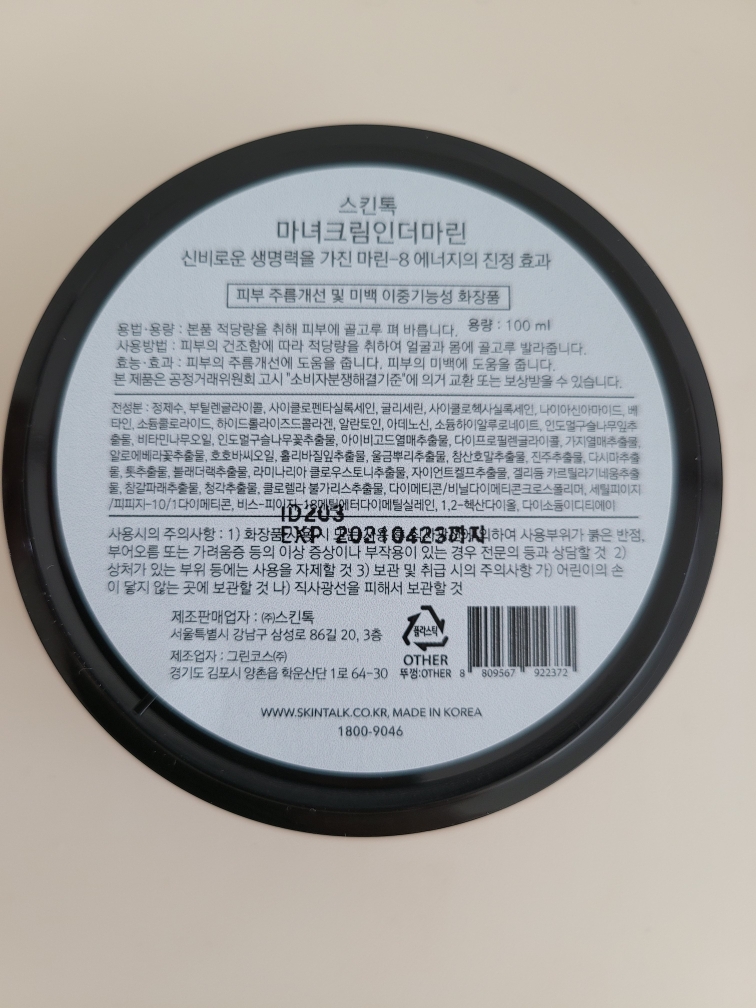 스킨톡
마녀크림인더마린
신비로운 생명력을 가진 마린-8 에너지의 진정 효과
피부 주름개선 및 미백 이중기능성 화장품
용법·용량 : 본품 적당량을 취해 피부에 골고루 펴 바릅니다. 용량 : 100 ml
사용방법 : 피부의 건조함에 따라 적당량을 취하여 얼굴과 몸에 골고루 발라줍니다.
효능·효과 : 피부의 주름개선에 도움을 줍니다. 피부의 미백에 도움을 줍니다.
본 제품은 공정거래위원회 고시 "소비자분쟁해결기준"에 의거 교환 또는 보상받을 수 있습니다.
전성분 : 정제수, 부틸렌글라이콜, 사이클로펜타실록세인, 글리세린, 사이클로헥사실록세인, 나이아신아마이드, 베
타인, 소듐클로라이드, 하이드롤라이즈드콜라겐, 알란토인, 아데노신, 소듐하이알루로네이트, 인도멀구슬나무잎추
출물, 비타민나무오일, 인도멀구슬나무꽃추출물, 아이비고드열매추출물, 다이프로필렌글라이콜, 가지열매추출물,
알로에베라꽃추출물, 호호바씨오일, 홀리바질잎추출물, 울금뿌리추출물, 참산호말추출물, 진주추출물, 다시마추출
물, 톳추출물, 블래더랙추출물, 라미나리아 클로우스토니추출물, 자이언트켈프추출물, 겔리듐 카르틸라기네움추출
물, 참갈파래추출물, 청각추출물, 클로렐라 불가리스추출물, 다이메티콘/비닐다이메티콘크로스폴리머, 세틸피이지
/피피지-10/1다이메티콘, 비스-피이지-18메틸에터다이메틸실레인, 1,2-헥산다이올, 다이소듐이디티에이
ID203
EXP 20210423까지
사용시의 주의사항 : 1) 화장품 사용 시 또는 사용 후 직사광선에 의하여 사용부위가 붉은 반점,
부어오름 또는 가려움증 등의 이상 증상이나 부작용이 있는 경우 전문의 등과 상담할 것 2)
상처가 있는 부위 등에는 사용을 자제할 것 3) 보관 및 취급 시의 주의사항 가) 어린이의 손
이 닿지 않는 곳에 보관할 것 나) 직사광선을 피해서 보관할 것
제조판매업자 : ㈜스킨톡
서울특별시 강남구 삼성로 86길 20, 3층
제조업자 : 그린코스㈜
경기도 김포시 양촌읍 학운산단 1로 64-30
플라스틱
OTHER
뚜껑:OTHER
8 809567 922372
WWW.SKINTALK.CO.KR, MADE IN KOREA
1800-9046